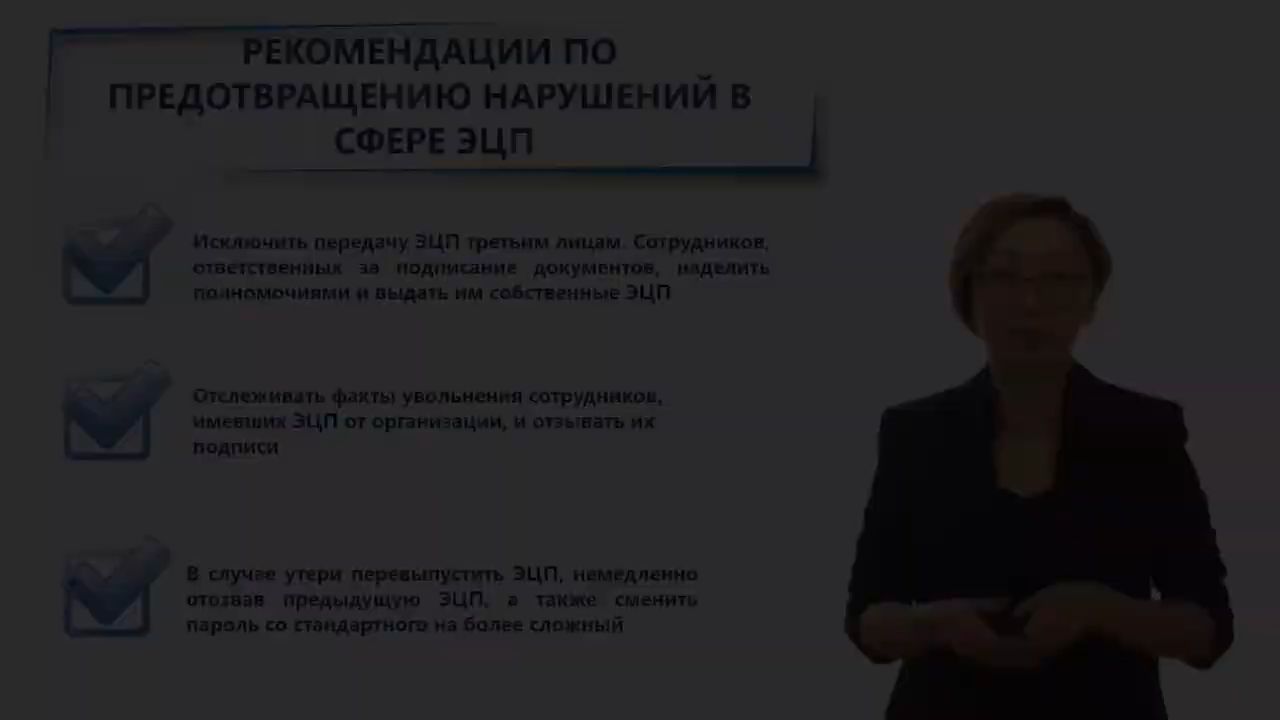 РЕКОМЕНДАЦИИ ПО
ПРЕДОТВРАЩЕНИЮ НАРУШЕНИЙ В
СФЕРЕ ЭЦП
Исключить передачу ЭЦП третьим лицам. Сотрудников,
ответственных за подписание документов, наделить
полномочиями и выдать им собственные ЭЦП
Отслеживать факты увольнения сотрудников,
имевших ЭЦП от организации, и отзывать их
подписи
В случае утери перевыпустить ЭЦП, немедленно
отозвав предыдущую ЭЦП, а также сменить
пароль со стандартного на более сложный